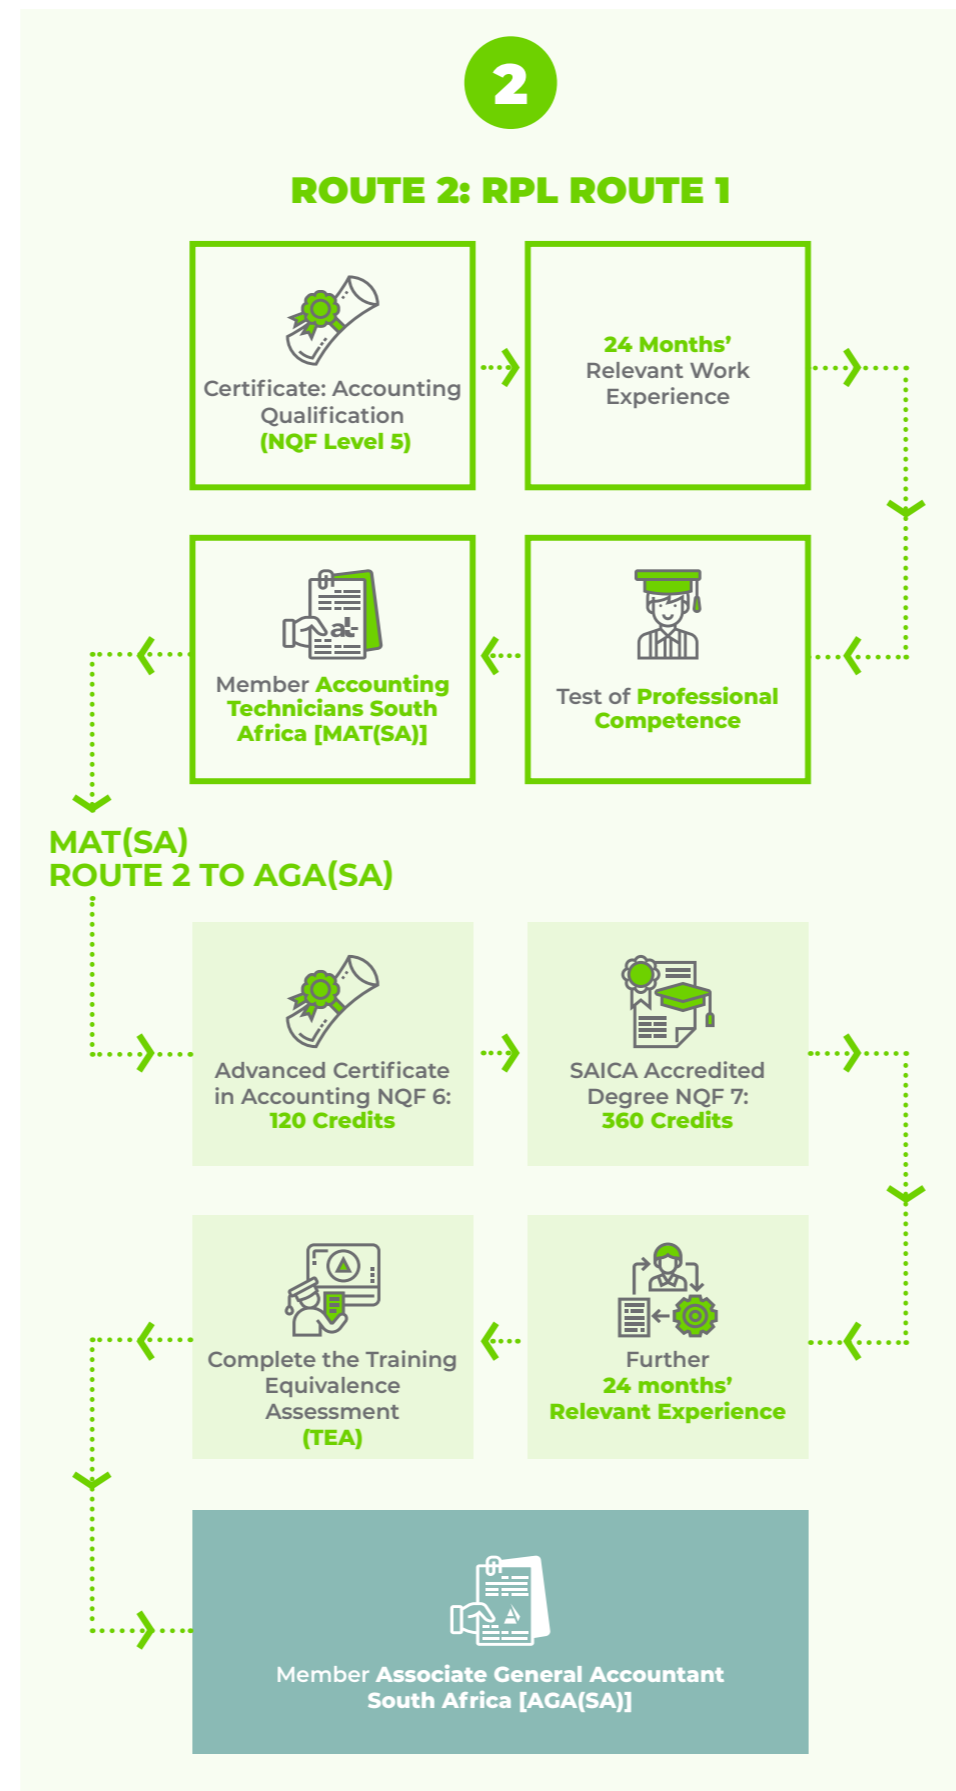 2
ROUTE 2: RPL ROUTE 1
Certificate: Accounting
Qualification
(NQF Level 5)
24 Months’
Relevant Work
Experience
at
Member Accounting
Technicians South
Africa [MAT(SA)]
Test of Professional
Competence
MAT(SA)
ROUTE 2 TO AGA(SA)
Advanced Certificate
in Accounting NQF 6:
120 Credits
SAICA Accredited
Degree NQF 7:
360 Credits
Complete the Training
Equivalence
Assessment
(TEA)
Further
24 months’
Relevant Experience
Member Associate General Accountant
South Africa [AGA(SA)]